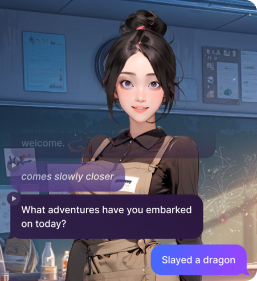 welcome.
comes slowly closer
What adventures have you embarked
on today?
Slayed a dragon